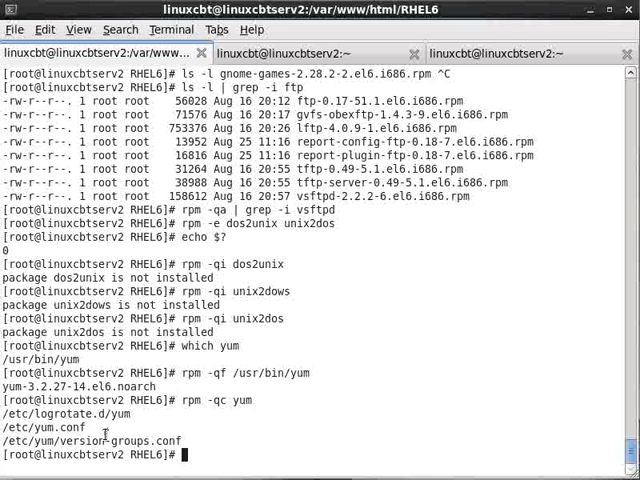 linuxcbt@linuxcbtserv2:/var/www/html/RHEL6
File Edit View Search Terminal Tabs Help
linuxcbt@linuxcbtserv2:/var/www... linuxcbt@linuxcbtserv2:~ linuxcbt@linuxcbtserv2:~
[root@linuxcbtserv2 RHEL6]# ls -l gnome-games-2.28.2-2.el6.i686.rpm ^C
[root@linuxcbtserv2 RHEL6]# ls -l | grep -i ftp
-rw-r--r--. 1 root root 56028 Aug 16 20:12 ftp-0.17-51.1.el6.i686.rpm
-rw-r--r--. 1 root root 71576 Aug 16 20:17 gvfs-obexftp-1.4.3-9.el6.i686.rpm
-rw-r--r--. 1 root root 753376 Aug 16 20:26 lftp-4.0.9-1.el6.i686.rpm
-rw-r--r--. 1 root root 13952 Aug 25 11:16 report-config-ftp-0.18-7.el6.i686.rpm
-rw-r--r--. 1 root root 16816 Aug 25 11:16 report-plugin-ftp-0.18-7.el6.i686.rpm
-rw-r--r--. 1 root root 31264 Aug 16 20:55 tftp-0.49-5.1.el6.i686.rpm
-rw-r--r--. 1 root root 38988 Aug 16 20:55 tftp-server-0.49-5.1.el6.i686.rpm
-rw-r--r--. 1 root root 158612 Aug 16 20:57 vsftpd-2.2.2-6.el6.i686.rpm
[root@linuxcbtserv2 RHEL6]# rpm -qa | grep -i vsftpd
[root@linuxcbtserv2 RHEL6]# rpm -e dos2unix unix2dos
[root@linuxcbtserv2 RHEL6]# echo $?
0
[root@linuxcbtserv2 RHEL6]# rpm -qi dos2unix
package dos2unix is not installed
[root@linuxcbtserv2 RHEL6]# rpm -qi unix2dows
package unix2dows is not installed
[root@linuxcbtserv2 RHEL6]# rpm -qi unix2dos
package unix2dos is not installed
[root@linuxcbtserv2 RHEL6]# which yum
/usr/bin/yum
[root@linuxcbtserv2 RHEL6]# rpm -qf /usr/bin/yum
yum-3.2.27-14.el6.noarch
[root@linuxcbtserv2 RHEL6]# rpm -qc yum
/etc/logrotate.d/yum
/etc/yum.conf
/etc/yum/version-groups.conf
[root@linuxcbtserv2 RHEL6]#